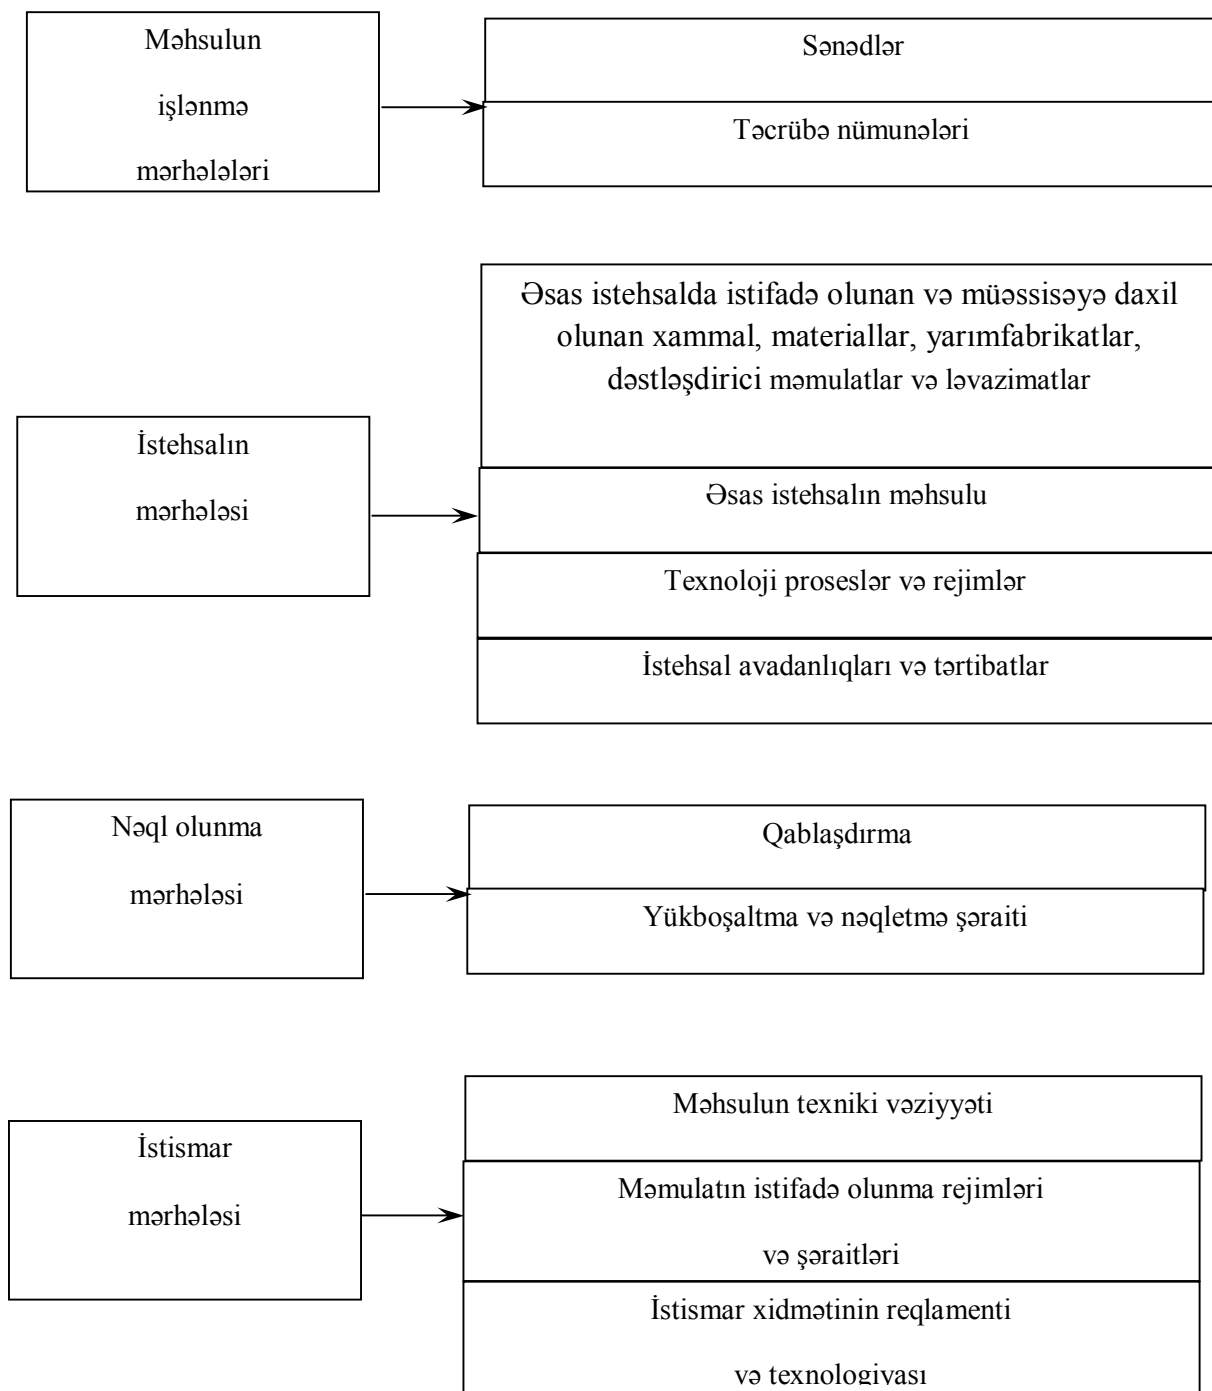 Məhsulun
işlənmə
mərhələləri
Sənədlər
Təcrübə nümunələri
Əsas istehsalda istifadə olunan və müəssisəyə daxil
olunan xammal, materiallar, yarımfabrikatlar,
dəstləşdirici məmulatlar və ləvazimatlar
İstehsalın
mərhələsi
Əsas istehsalın məhsulu
Texnoloji proseslər və rejimlər
İstehsal avadanlıqları və tərtibatlar
Nəql olunma
mərhələsi
Qablaşdırma
Yükboşaltma və nəqletmə şəraiti
İstismar
mərhələsi
Məhsulun texniki vəziyyəti
Məmulatın istifadə olunma rejimləri
və şəraitləri
İstismar xidmətinin reqlamenti
və texnologiyası